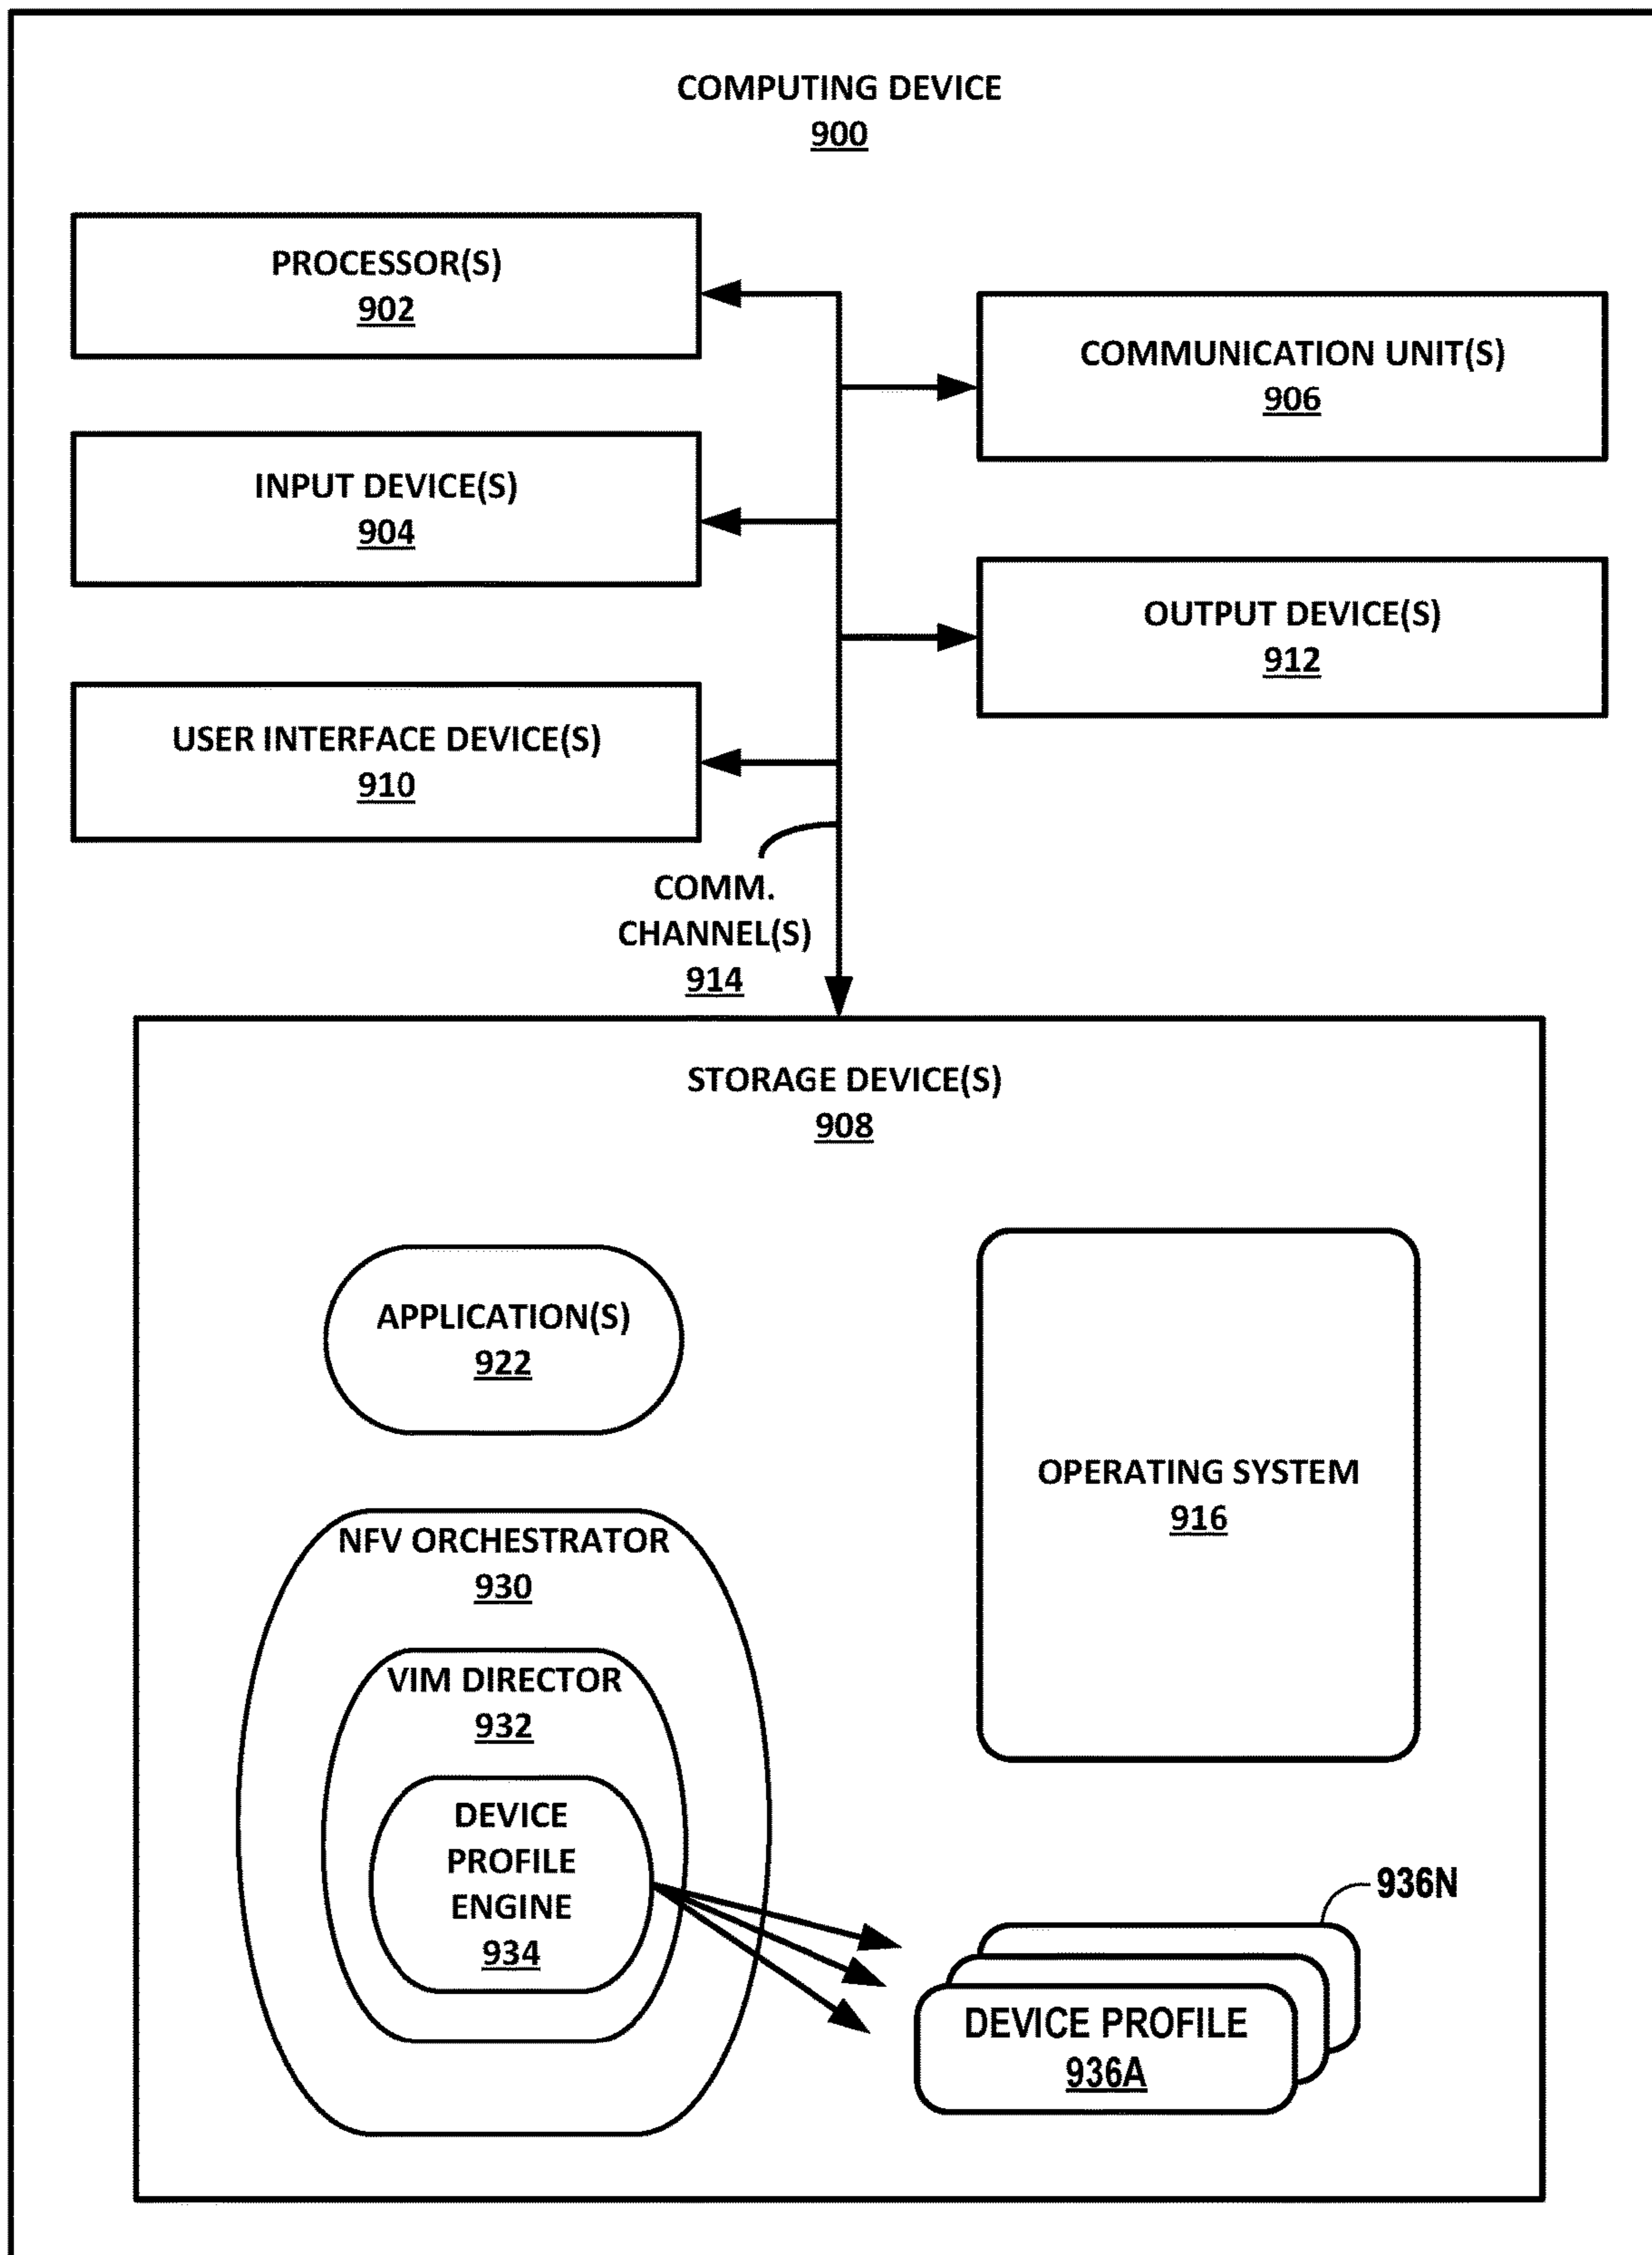 COMPUTING DEVICE
900
PROCESSOR(S)
902
COMMUNICATION UNIT(S)
906
INPUT DEVICE(S)
904
OUTPUT DEVICE(S)
912
USER INTERFACE DEVICE(S)
910
COMM.
CHANNEL(S)
914
STORAGE DEVICE(S)
908
APPLICATION(S)
922
OPERATING SYSTEM
916
NFV ORCHESTRATOR
930
VIM DIRECTOR
932
DEVICE
PROFILE
ENGINE
934
936N
DEVICE PROFILE
936A